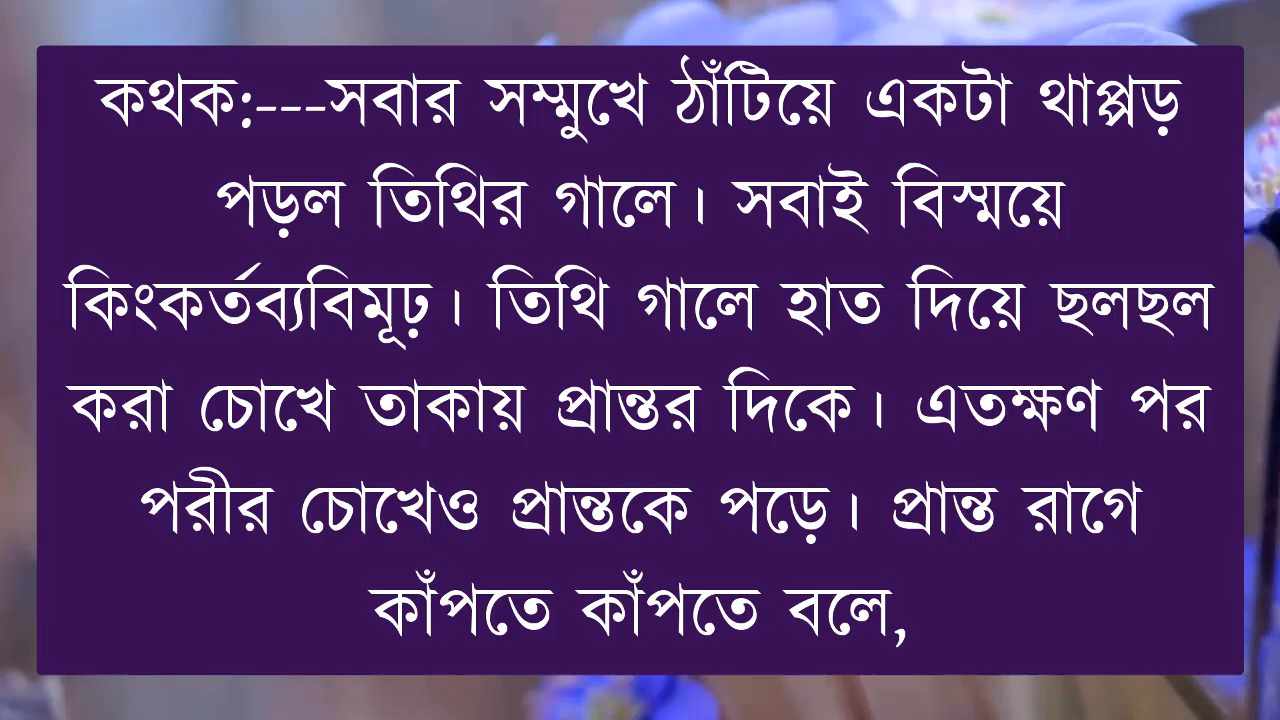 কথক:---সবার সম্মুখে ঠাঁটিয়ে একটা থাপ্পড়
পড়ল তিথির গালে। সবাই বিস্ময়ে
কিংকর্তব্যবিমূঢ়। তিথি গালে হাত দিয়ে ছলছল
করা চোখে তাকায় প্রান্তর দিকে। এতক্ষণ পর
পরীর চোখেও প্রান্তকে পড়ে। প্রান্ত রাগে
কাঁপতে কাঁপতে বলে,